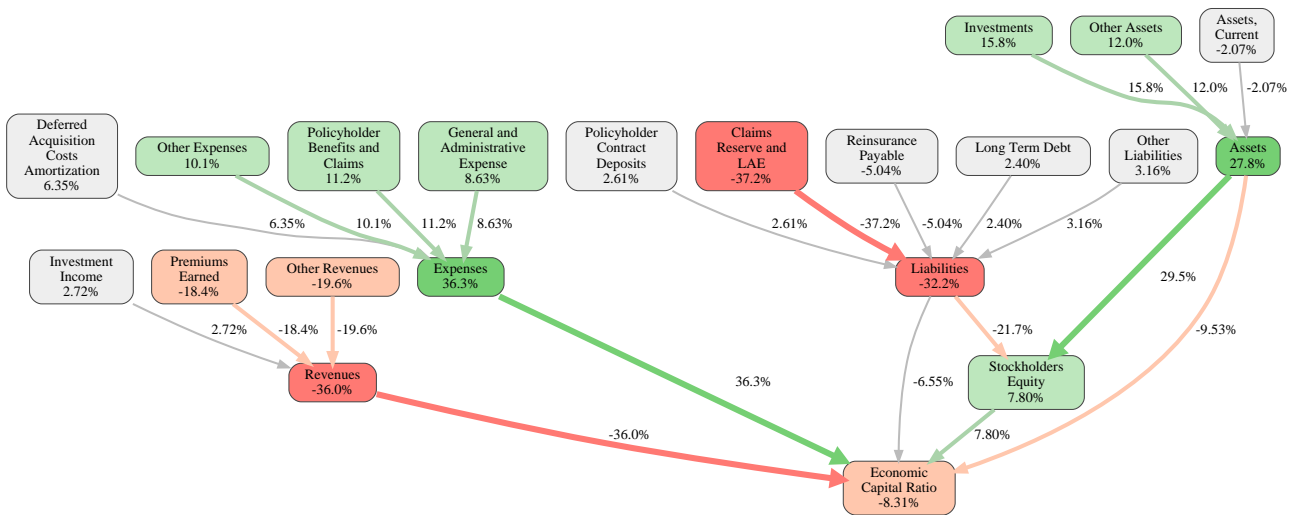 Investments
15.8%
Other Assets
12.0%
Assets,
Current
-2.07%
15.8%
12.0%
-2.07%
Deferred
Acquisition
Costs
Amortization
6.35%
Other Expenses
10.1%
Policyholder
Benefits and
Claims
11.2%
General and
Administrative
Expense
8.63%
Policyholder
Contract
Deposits
2.61%
Claims
Reserve and
LAE
-37.2%
Reinsurance
Payable
-5.04%
Long Term Debt
2.40%
Other
Liabilities
3.16%
Assets
27.8%
6.35%
10.1%
11.2%
8.63%
2.61%
-37.2%
-5.04%
2.40%
3.16%
Investment
Income
2.72%
Premiums
Earned
-18.4%
Other Revenues
-19.6%
Expenses
36.3%
Liabilities
-32.2%
29.5%
2.72%
-18.4%
-19.6%
-21.7%
-9.53%
Revenues
-36.0%
36.3%
-6.55%
Stockholders
Equity
7.80%
-36.0%
7.80%
Economic
Capital Ratio
-8.31%